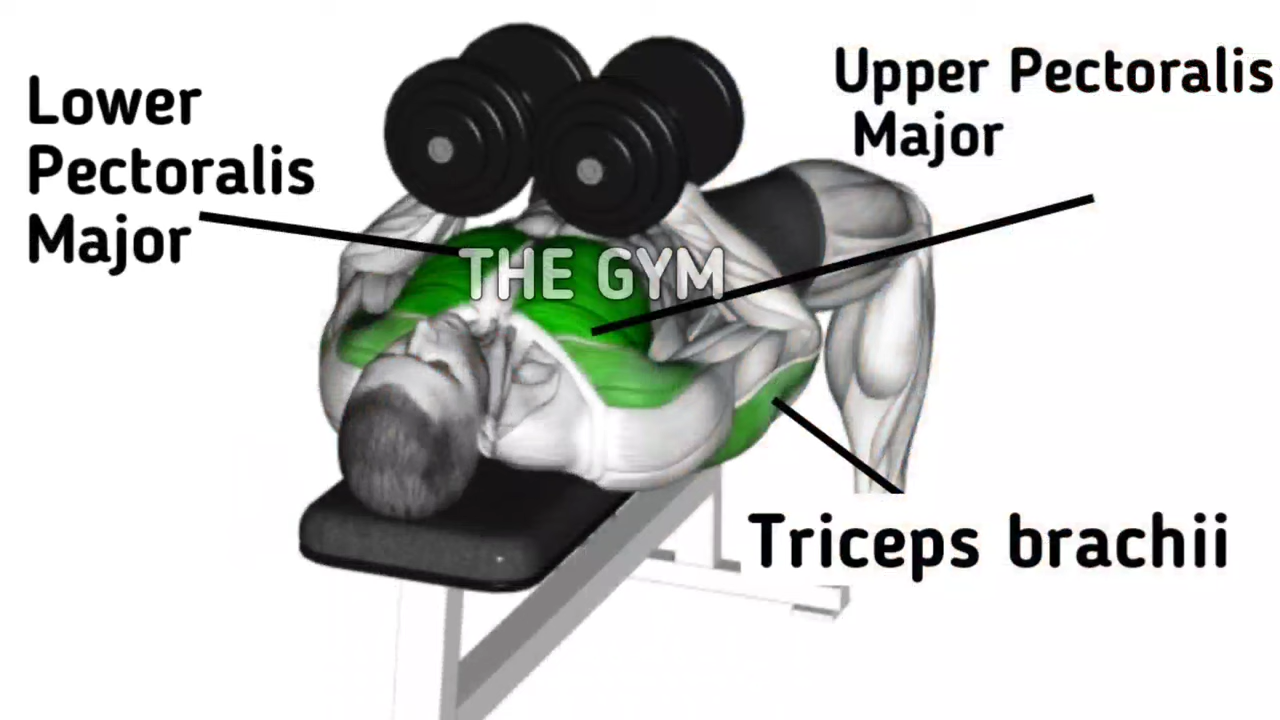 Lower
Pectoralis
Major
Upper Pectoralis
Major
THE GYM
Triceps brachii